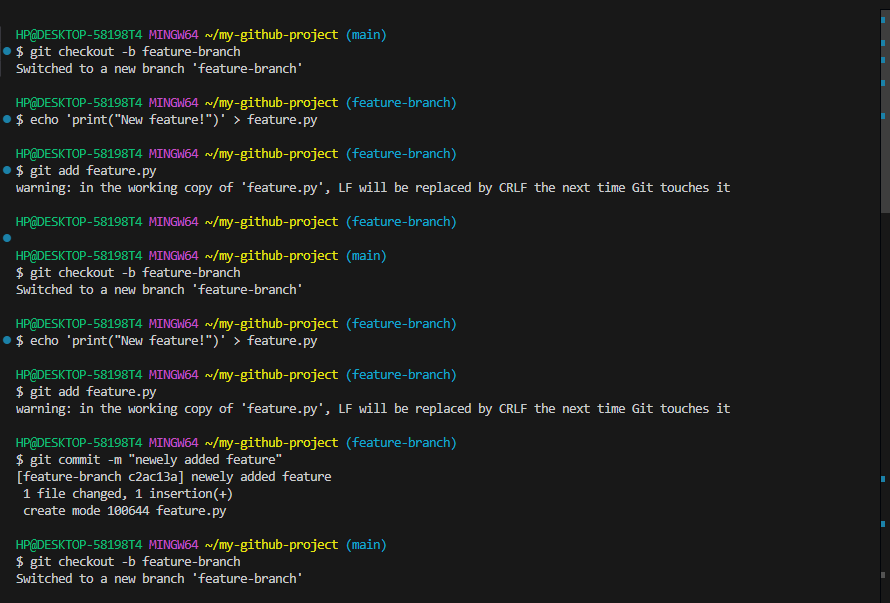 HP@DESKTOP-58198T4 MINGW64 ~/my-github-project (main)
$ git checkout -b feature-branch
Switched to a new branch 'feature-branch'
HP@DESKTOP-58198T4 MINGW64 ~/my-github-project (feature-branch)
$ echo 'print("New feature!")' > feature.py
HP@DESKTOP-58198T4 MINGW64 ~/my-github-project (feature-branch)
$ git add feature.py
warning: in the working copy of 'feature.py', LF will be replaced by CRLF the next time Git touches it
HP@DESKTOP-58198T4 MINGW64 ~/my-github-project (feature-branch)
HP@DESKTOP-58198T4 MINGW64 ~/my-github-project (main)
$ git checkout -b feature-branch
Switched to a new branch 'feature-branch'
HP@DESKTOP-58198T4 MINGW64 ~/my-github-project (feature-branch)
$ echo 'print("New feature!")' > feature.py
HP@DESKTOP-58198T4 MINGW64 ~/my-github-project (feature-branch)
$ git add feature.py
warning: in the working copy of 'feature.py', LF will be replaced by CRLF the next time Git touches it
HP@DESKTOP-58198T4 MINGW64 ~/my-github-project (feature-branch)
$ git commit -m "newely added feature"
[feature-branch c2ac13a] newely added feature
1 file changed, 1 insertion(+)
create mode 100644 feature.py
HP@DESKTOP-58198T4 MINGW64 ~/my-github-project (main)
$ git checkout -b feature-branch
Switched to a new branch 'feature-branch'